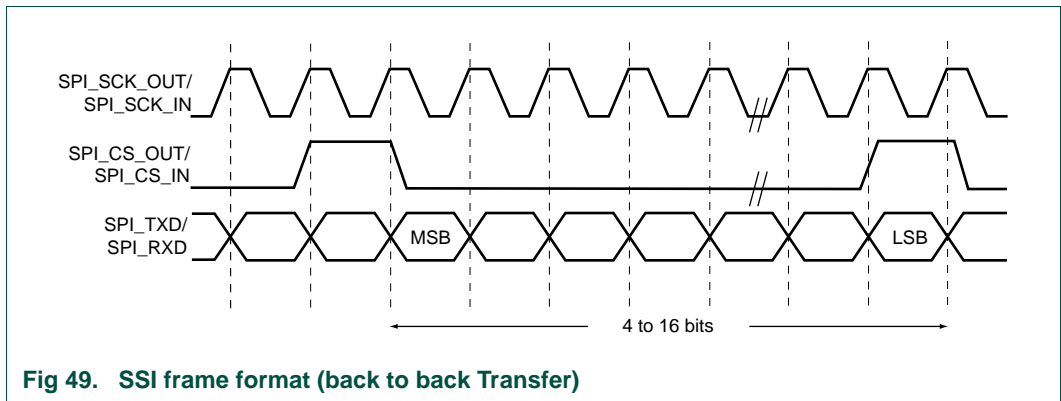 SPI_SCK_OUT/
SPI_SCK_IN
SPI_CS_OUT/
SPI_CS_IN
SPI_TXD/
SPI_RXD
MSB
LSB
4 to 16 bits
Fig 49. SSI frame format (back to back Transfer)